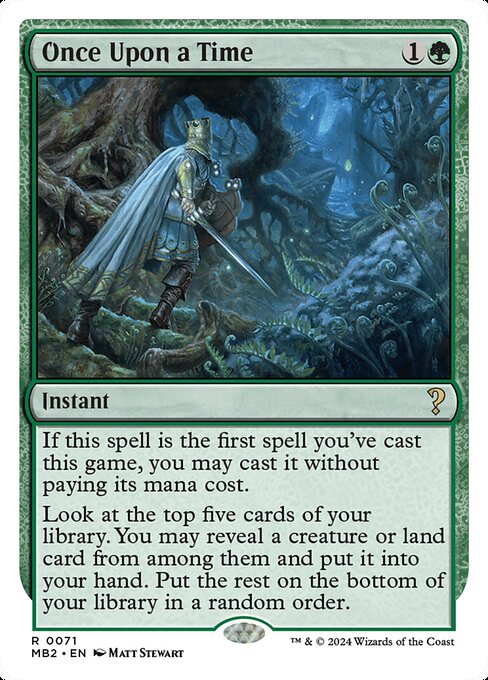 Once Upon a Time 1
Instant
If this spell is the first spell you've cast
this game, you may cast it without
paying its mana cost.
Look at the top five cards of your
library. You may reveal a creature or land
card from among them and put it into
your hand. Put the rest on the bottom of
your library in a random order.
R 0071
MB2 • EN Matt Stewart
™ & © 2024 Wizards of the Coast